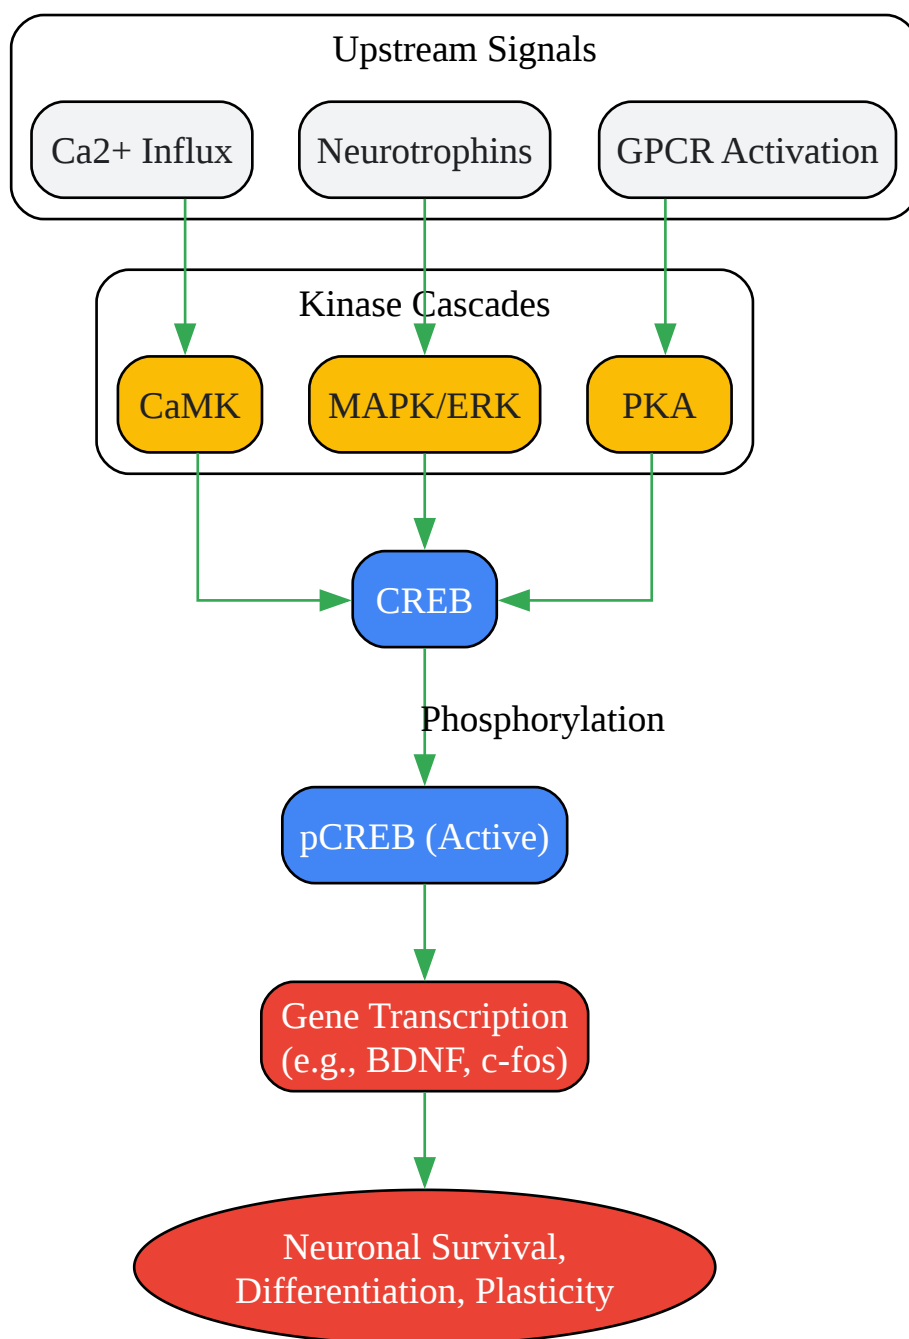 Upstream Signals
Ca2+ Influx
Neurotrophins
GPCR Activation
Kinase Cascades
CaMK
MAPK/ERK
PKA
CREB
Phosphorylation
pCREB (Active)
Gene Transcription
(e.g., BDNF, c-fos)
Neuronal Survival,
Differentiation, Plasticity